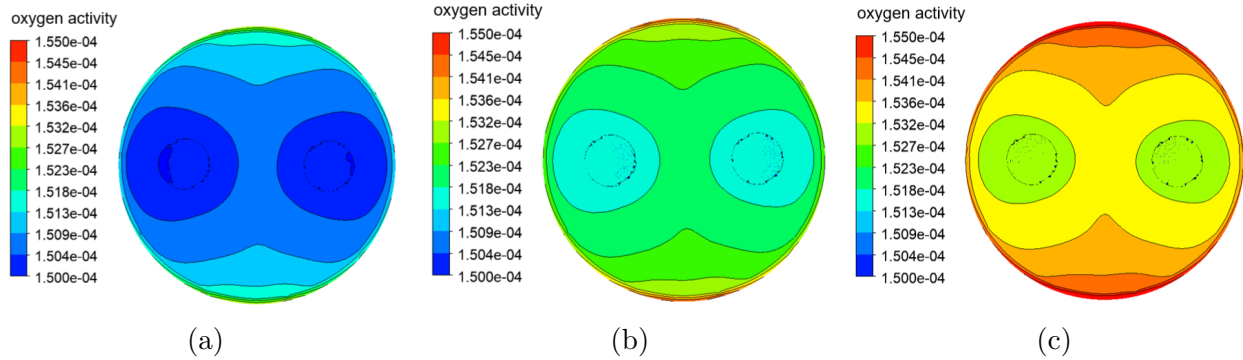 oxygen activity
1.550e-04
1.545e-04
1.541e-04
1.536e-04
1.532e-04
1.527e-04
1.523e-04
1.518e-04
1.513e-04
1.509e-04
1.504e-04
1.500e-04
(a)
oxygen activity
1.550e-04
1.545e-04
1.541e-04
1.536e-04
1.532e-04
1.527e-04
1.523e-04
1.518e-04
1.513e-04
1.509e-04
1.504e-04
1.500e-04
(b)
oxygen activity
1.550e-04
1.545e-04
1.541e-04
1.536e-04
1.532e-04
1.527e-04
1.523e-04
1.518e-04
1.513e-04
1.509e-04
1.504e-04
1.500e-04
(c)